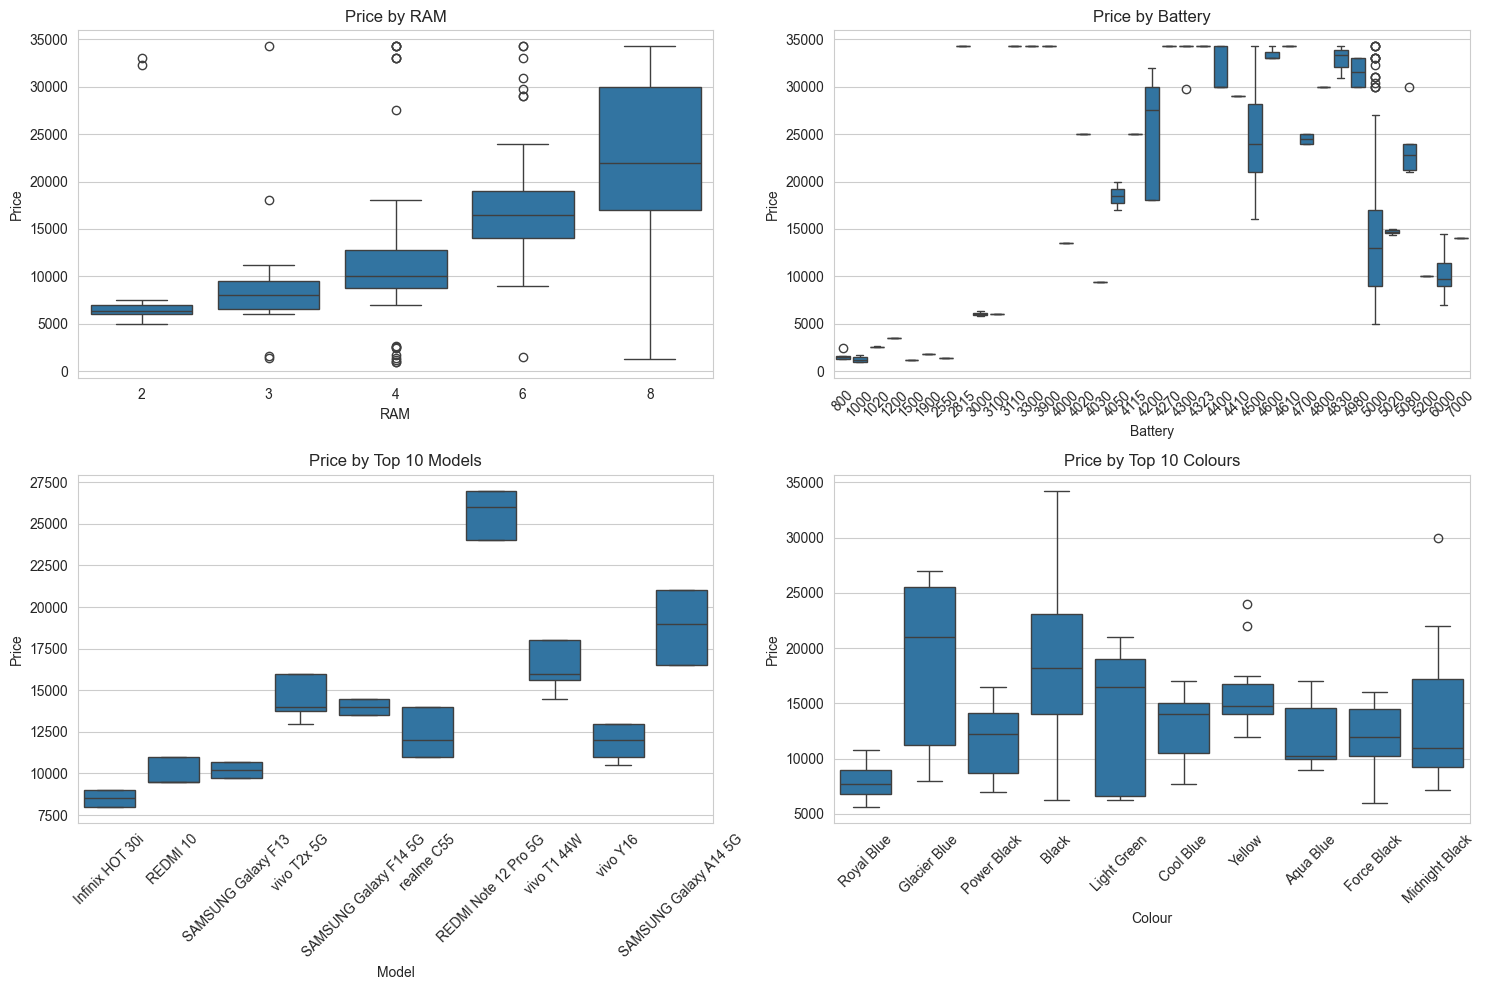 Price by RAM
35000
30000
25000
20000
15000
10000
5000
0
Price
2
3
4
6
8
RAM
Price by Battery
35000
30000
25000
20000
15000
10000
5000
0
Price
800
1000
1020
1200
1500
1900
2550
2815
3000
3100
3110
3300
3900
4000
4020
4030
4050
4115
4200
4270
4300
4323
4400
4410
4500
4600
4610
4700
4800
4830
4980
5000
5020
5080
5200
6000
7000
Battery
Price by Top 10 Models
27500
25000
22500
20000
17500
15000
12500
10000
7500
Price
Infinix HOT 30i
REDMI 10
SAMSUNG Galaxy F13
vivo T2x 5G
SAMSUNG Galaxy F14 5G
realme C55
REDMI Note 12 Pro 5G
vivo T1 44W
vivo Y16
SAMSUNG Galaxy A14 5G
Model
Price by Top 10 Colours
35000
30000
25000
20000
15000
10000
5000
Price
Royal Blue
Glacier Blue
Power Black
Black
Light Green
Cool Blue
Yellow
Aqua Blue
Force Black
Midnight Black
Colour